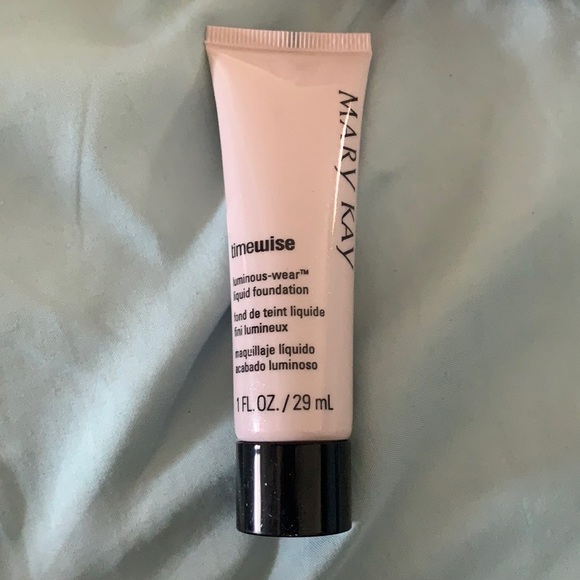 MARY KAY
timewise
luminous-wear™
liquid foundation
fond de teint liquide
fini lumineux
maquillaje líquido
acabado luminoso
1 FL. OZ. / 29 mL